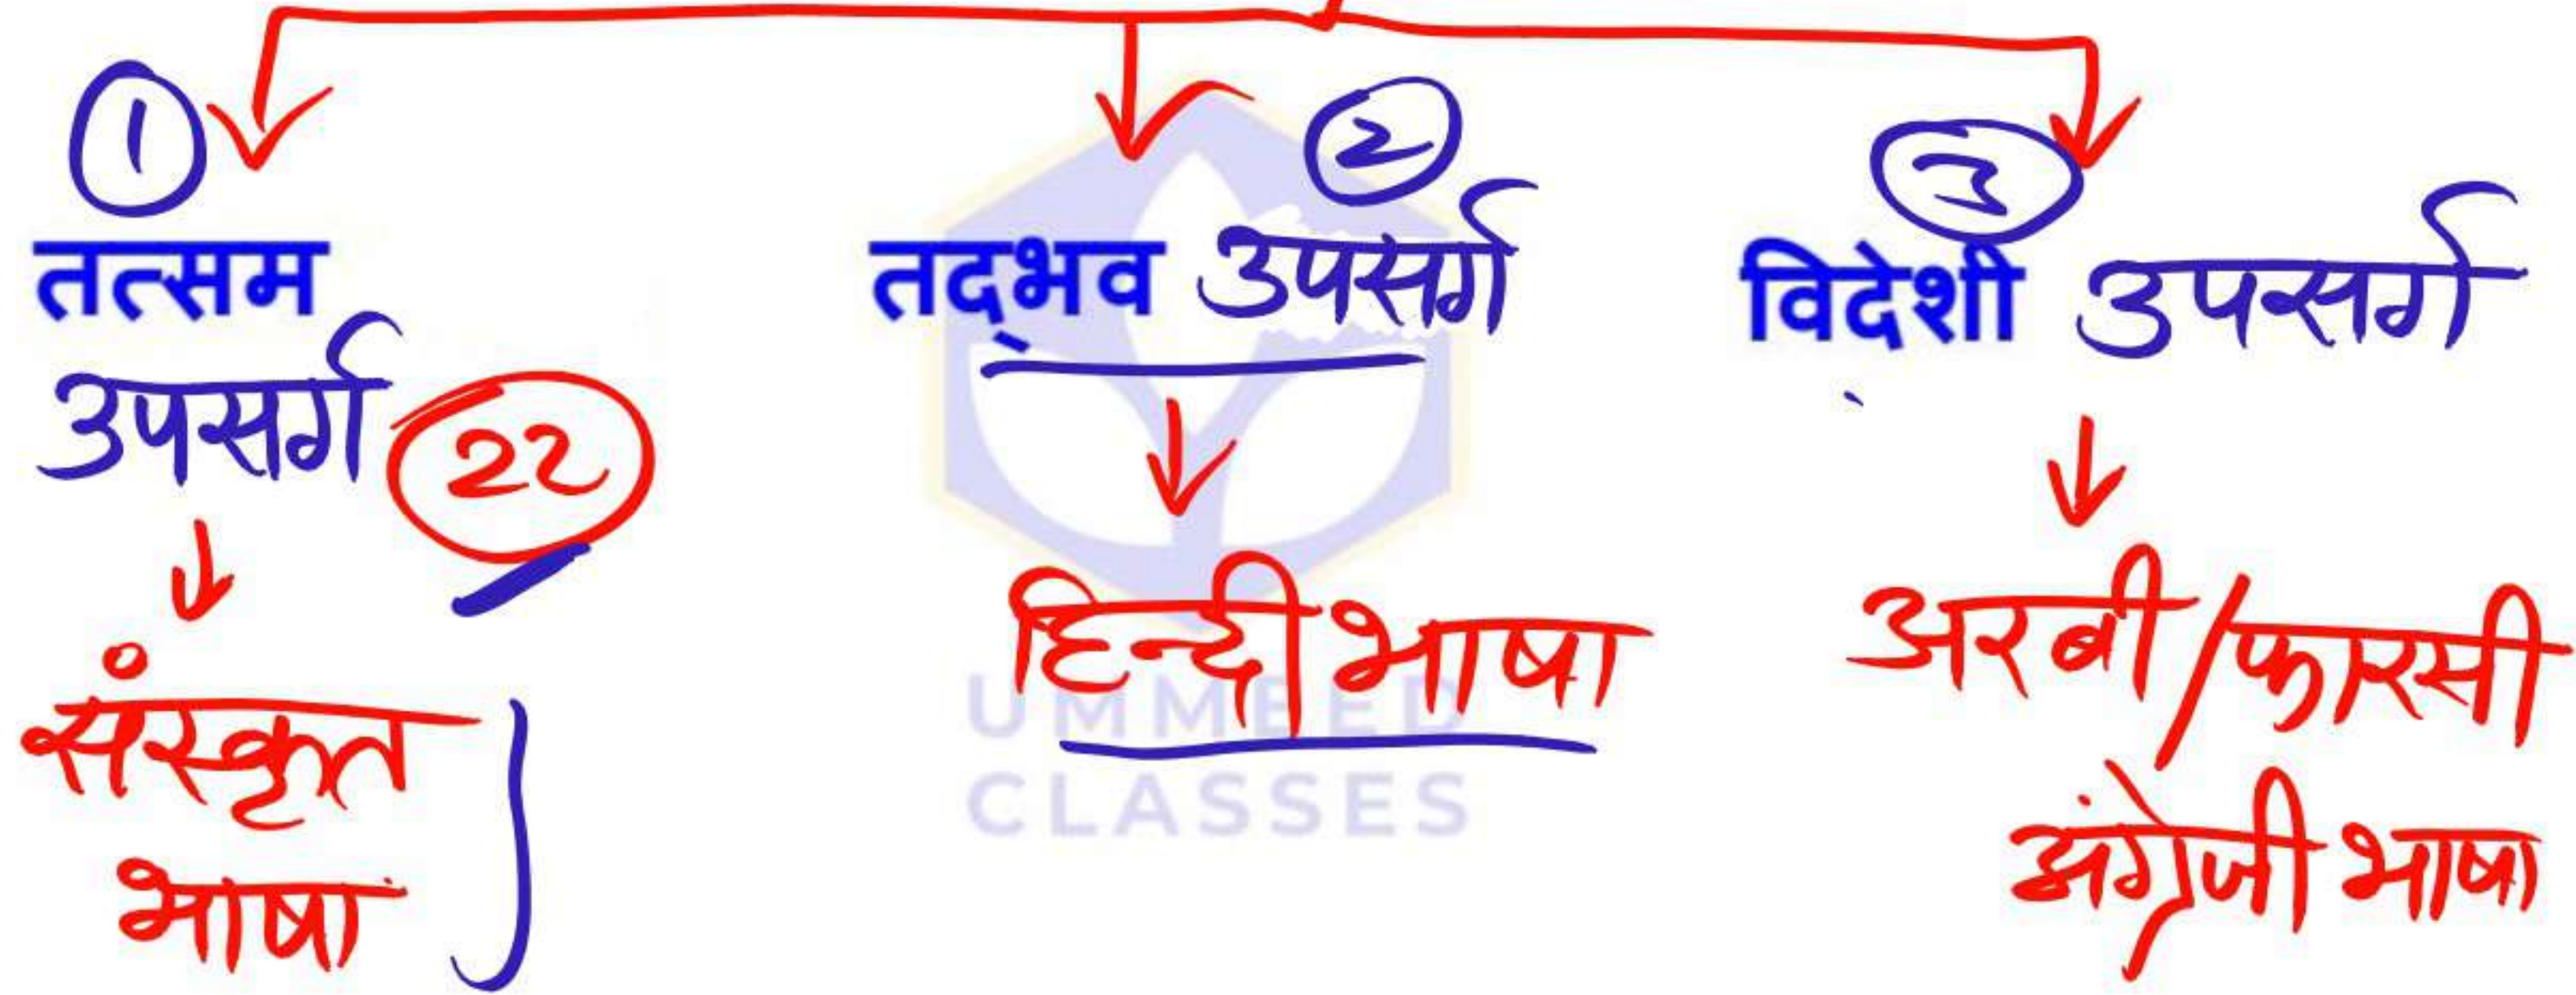 ①
तत्सम
उपसर्ग 22
संस्कृत
भाषा
②
तद्भव उपसर्ग
हिन्दी भाषा
③
विदेशी उपसर्ग
अरबी/फारसी
अंग्रेजी भाषा
UMMEED
CLASSES